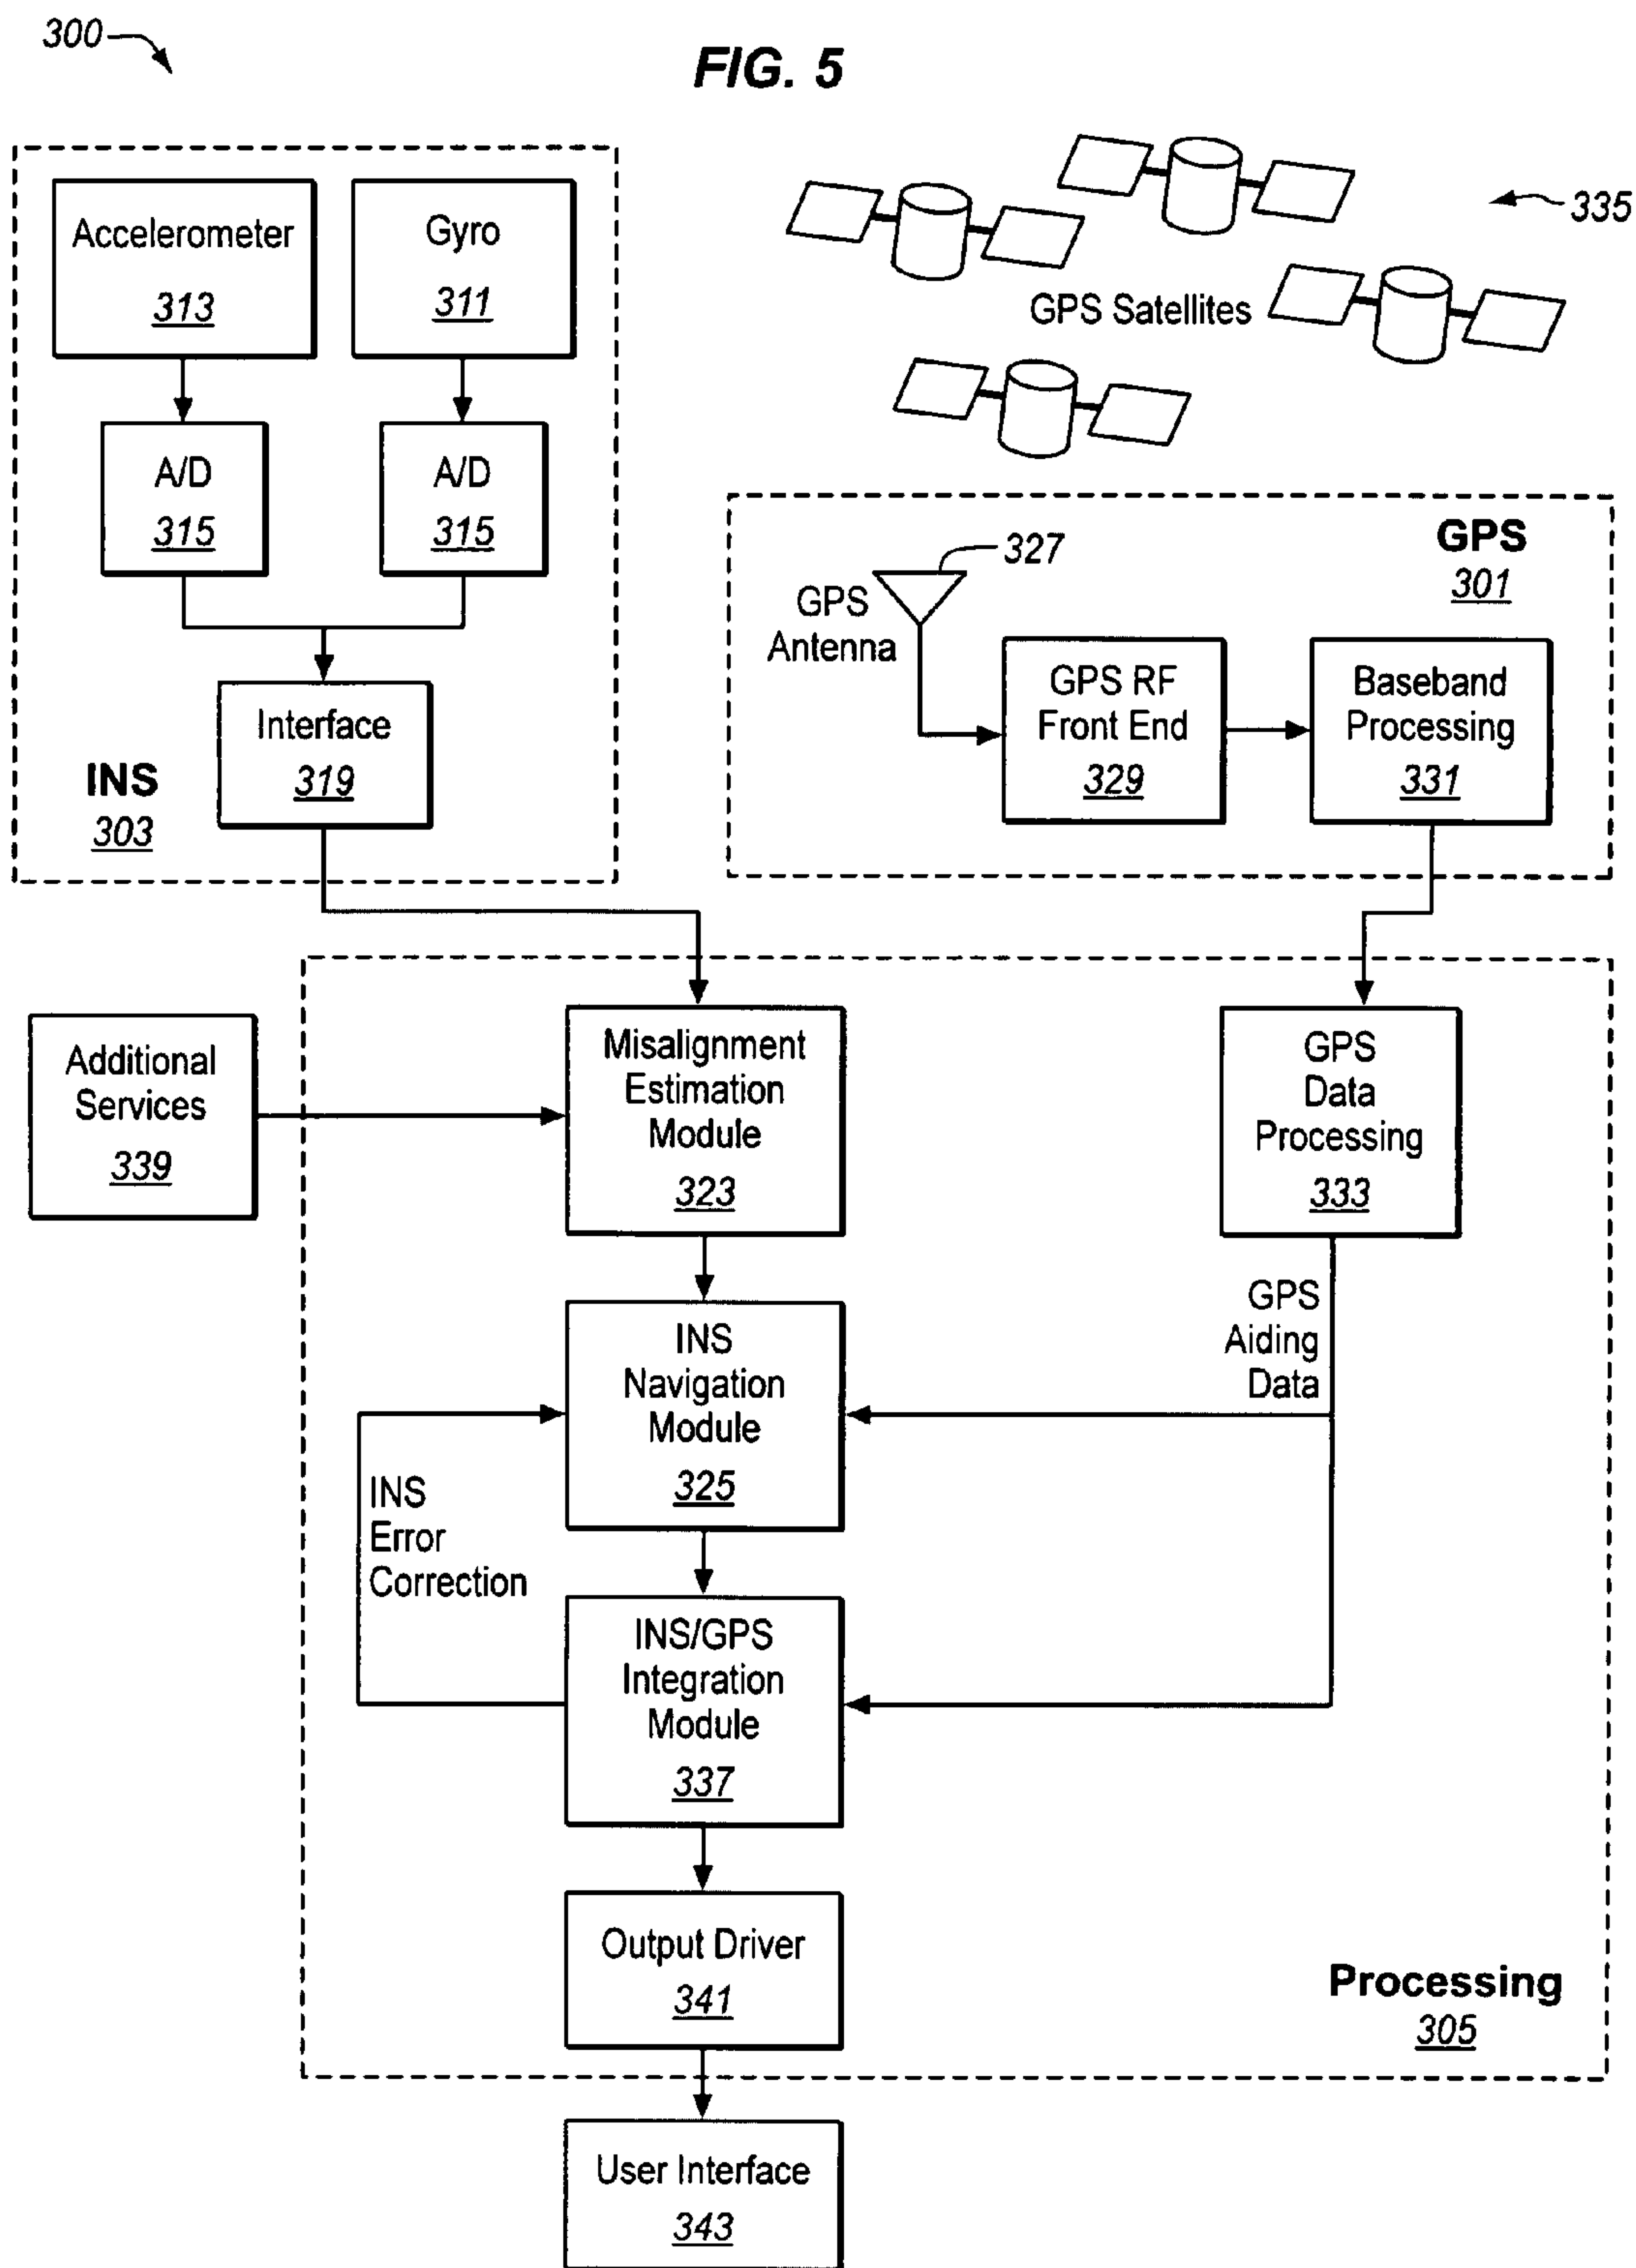 300
FIG. 5
Accelerometer
313
Gyro
311
A/D
315
A/D
315
Interface
319
INS
303
335
GPS Satellites
GPS
301
327
GPS
Antenna
GPS RF
Front End
329
Baseband
Processing
331
Additional
Services
339
Misalignment
Estimation
Module
323
GPS
Data
Processing
333
INS
Navigation
Module
325
GPS
Aiding
Data
INS
Error
Correction
INS/GPS
Integration
Module
337
Output Driver
341
Processing
305
User Interface
343